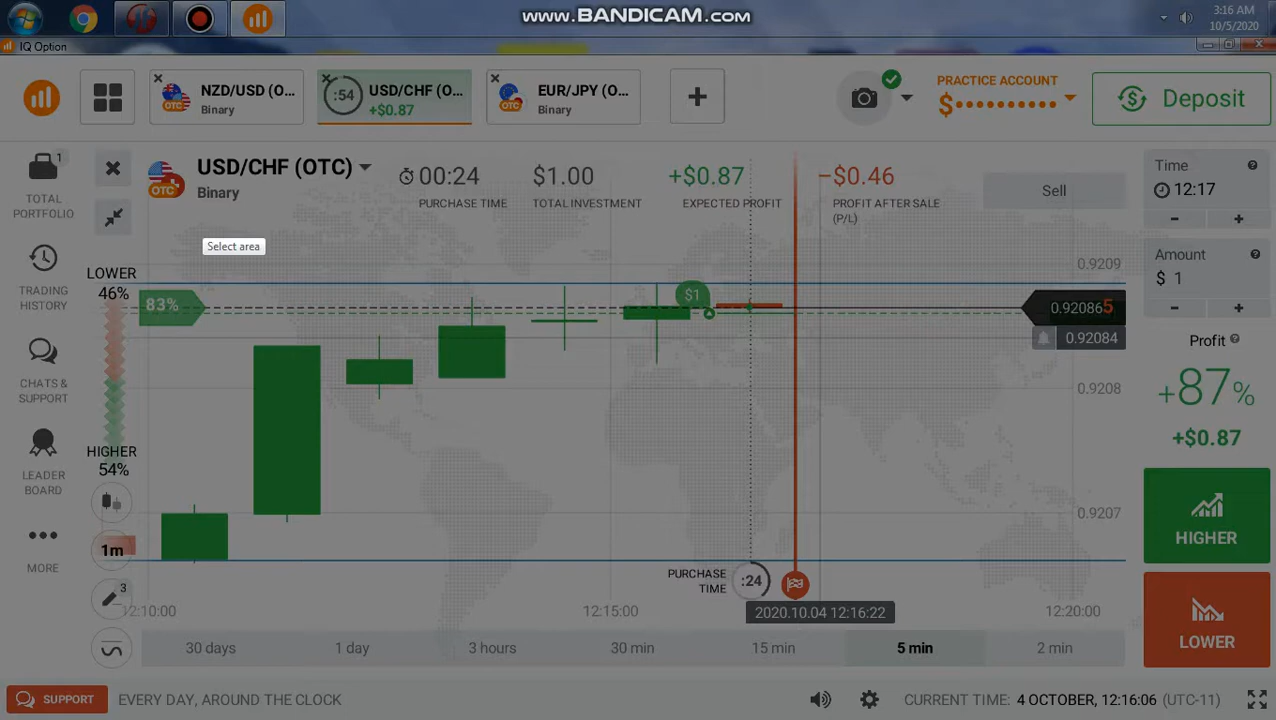 www.BANDICAM.com
3:16 AM
10/5/2020
IQ Option
NZD/USD (O...
Binary
OTC
:54
USD/CHF (O...
+$0.87
EUR/JPY (O...
Binary
OTC
PRACTICE ACCOUNT
$••••••••••
Deposit
1
TOTAL
PORTFOLIO
TRADING
HISTORY
CHATS &
SUPPORT
LEADER
BOARD
MORE
USD/CHF (OTC)
Binary
OTC
00:24
PURCHASE TIME
$1.00
TOTAL INVESTMENT
+$0.87
EXPECTED PROFIT
−$0.46
PROFIT AFTER SALE
(P/L)
Sell
Select area
LOWER
46%
HIGHER
54%
1m
3
83%
$1
0.9209
0.920865
0.92084
0.9208
0.9207
PURCHASE
TIME
:24
2020.10.04 12:16:22
12:10:00
12:15:00
12:20:00
30 days
1 day
3 hours
30 min
15 min
5 min
2 min
Time
12:17
-
+
Amount
$ 1
-
+
Profit
+87%
+$0.87
HIGHER
LOWER
SUPPORT
EVERY DAY, AROUND THE CLOCK
CURRENT TIME: 4 OCTOBER, 12:16:06 (UTC-11)